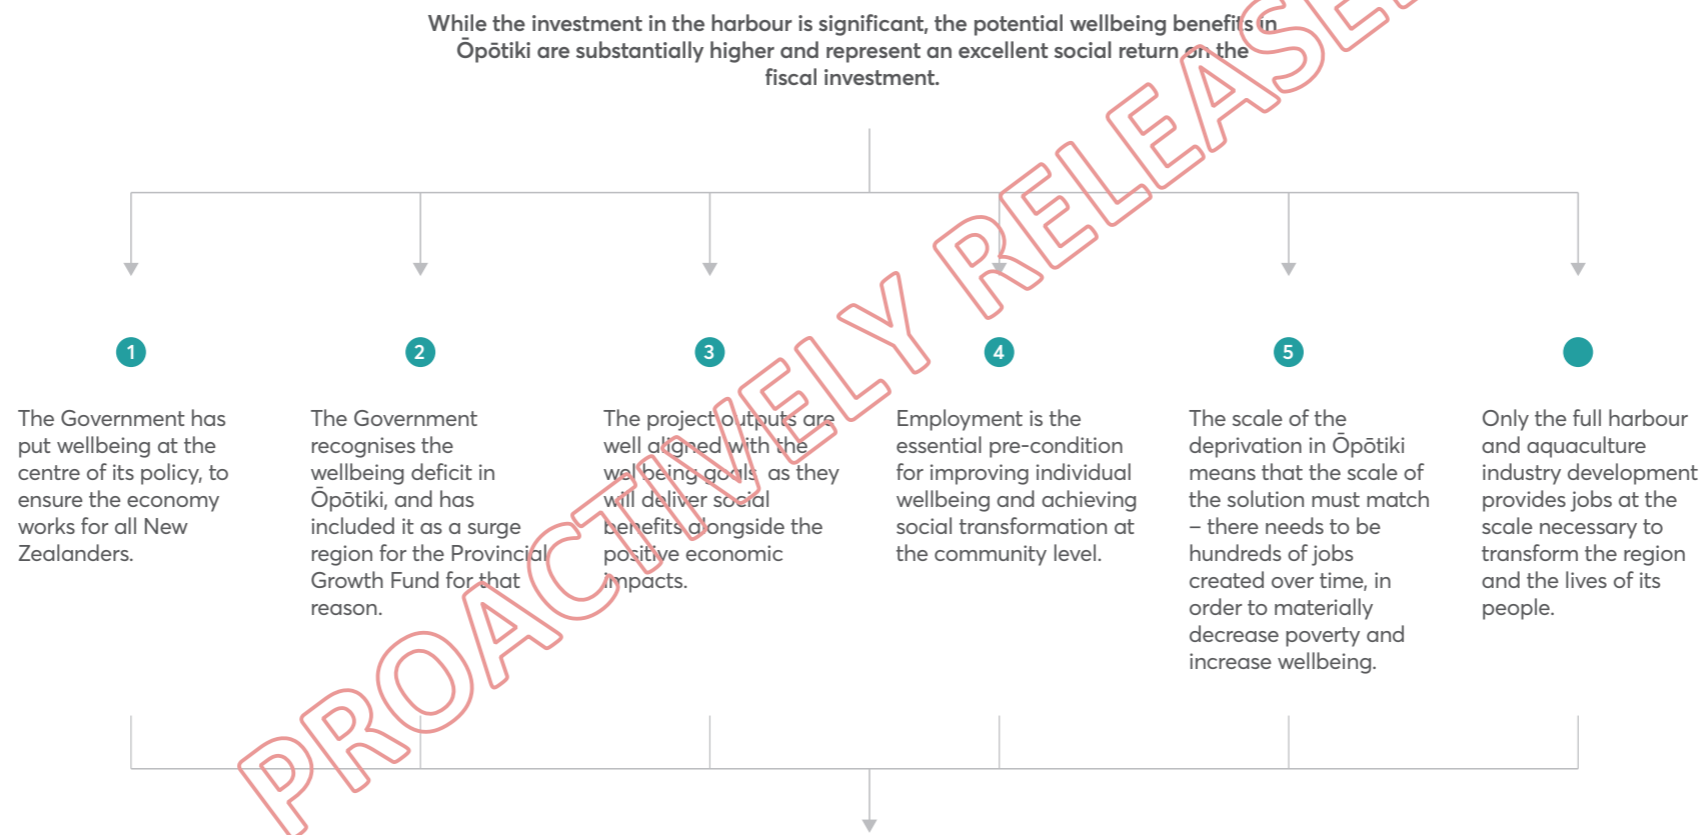 While the investment in the harbour is significant, the potential wellbeing benefits in
Ōpōtiki are substantially higher and represent an excellent social return on the
fiscal investment.
1
The Government has
put wellbeing at the
centre of its policy, to
ensure the economy
works for all New
Zealanders.
2
The Government
recognises the
wellbeing deficit in
Ōpōtiki, and has
included it as a surge
region for the Provincial
Growth Fund for that
reason.
3
The project outputs are
well aligned with the
wellbeing goals as they
will deliver social
benefits alongside the
positive economic
impacts.
4
Employment is the
essential pre-condition
for improving individual
wellbeing and achieving
social transformation at
the community level.
5
The scale of the
deprivation in Ōpōtiki
means that the scale of
the solution must match
– there needs to be
hundreds of jobs
created over time, in
order to materially
decrease poverty and
increase wellbeing.
Only the full harbour
and aquaculture
industry development
provides jobs at the
scale necessary to
transform the region
and the lives of its
people.
PROACTIVELY RELEASE